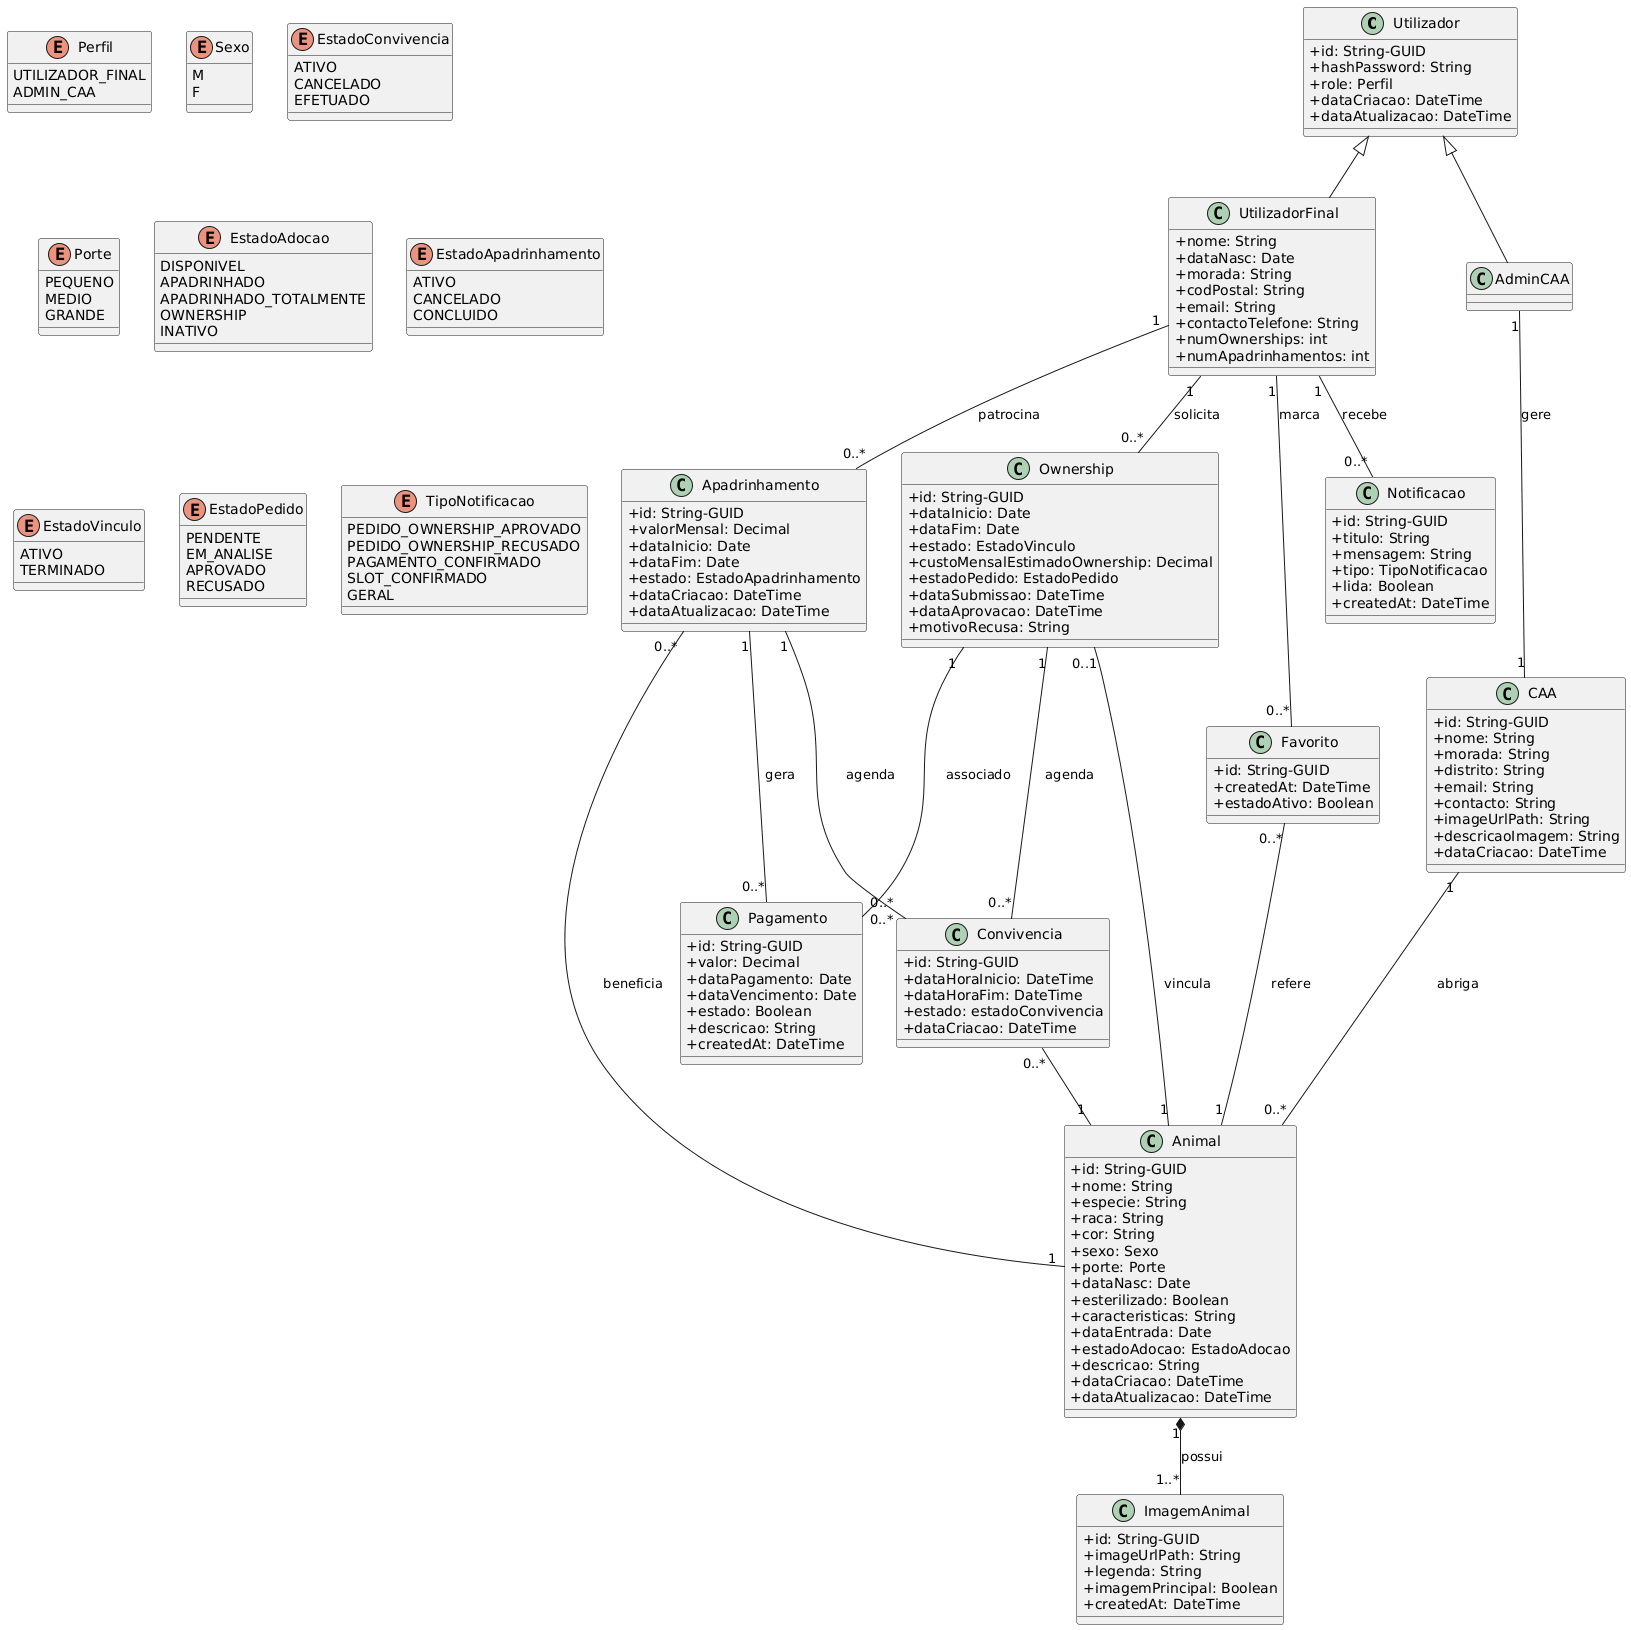 E Perfil
UTILIZADOR_FINAL
ADMIN_CAA
E Sexo
M
F
E EstadoConvivencia
ATIVO
CANCELADO
EFETUADO
C Utilizador
+id: String-GUID
+hashPassword: String
+role: Perfil
+dataCriacao: DateTime
+dataAtualizacao: DateTime
E Porte
PEQUENO
MEDIO
GRANDE
E EstadoAdocao
DISPONIVEL
APADRINHADO
APADRINHADO_TOTALMENTE
OWNERSHIP
INATIVO
E EstadoApadrinhamento
ATIVO
CANCELADO
CONCLUIDO
C UtilizadorFinal
+nome: String
+dataNasc: Date
+morada: String
+codPostal: String
+email: String
+contactoTelefone: String
+numOwnerships: int
+numApadrinhamentos: int
C AdminCAA
1
1
1
1
1
1
patrocina
solicita
marca
recebe
gere
0..*
0..*
0..*
0..*
1
E EstadoVinculo
ATIVO
TERMINADO
E EstadoPedido
PENDENTE
EM_ANALISE
APROVADO
RECUSADO
E TipoNotificacao
PEDIDO_OWNERSHIP_APROVADO
PEDIDO_OWNERSHIP_RECUSADO
PAGAMENTO_CONFIRMADO
SLOT_CONFIRMADO
GERAL
C Apadrinhamento
+id: String-GUID
+valorMensal: Decimal
+dataInicio: Date
+dataFim: Date
+estado: EstadoApadrinhamento
+dataCriacao: DateTime
+dataAtualizacao: DateTime
C Ownership
+id: String-GUID
+dataInicio: Date
+dataFim: Date
+estado: EstadoVinculo
+custoMensalEstimadoOwnership: Decimal
+estadoPedido: EstadoPedido
+dataSubmissao: DateTime
+dataAprovacao: DateTime
+motivoRecusa: String
C Notificacao
+id: String-GUID
+titulo: String
+mensagem: String
+tipo: TipoNotificacao
+lida: Boolean
+createdAt: DateTime
0..*
1
1
1
1
0..1
C Favorito
+id: String-GUID
+createdAt: DateTime
+estadoAtivo: Boolean
C CAA
+id: String-GUID
+nome: String
+morada: String
+distrito: String
+email: String
+contacto: String
+imageUrlPath: String
+descricaoImagem: String
+dataCriacao: DateTime
gera
agenda
associado
agenda
0..*
0..*
0..*
0..*
0..*
1
C Pagamento
+id: String-GUID
+valor: Decimal
+dataPagamento: Date
+dataVencimento: Date
+estado: Boolean
+descricao: String
+createdAt: DateTime
C Convivencia
+id: String-GUID
+dataHoraInicio: DateTime
+dataHoraFim: DateTime
+estado: estadoConvivencia
+dataCriacao: DateTime
beneficia
vincula
refere
abriga
0..*
1
1
1
0..*
1
C Animal
+id: String-GUID
+nome: String
+especie: String
+raca: String
+cor: String
+sexo: Sexo
+porte: Porte
+dataNasc: Date
+esterilizado: Boolean
+caracteristicas: String
+dataEntrada: Date
+estadoAdocao: EstadoAdocao
+descricao: String
+dataCriacao: DateTime
+dataAtualizacao: DateTime
1
possui
1..*
C ImagemAnimal
+id: String-GUID
+imageUrlPath: String
+legenda: String
+imagemPrincipal: Boolean
+createdAt: DateTime